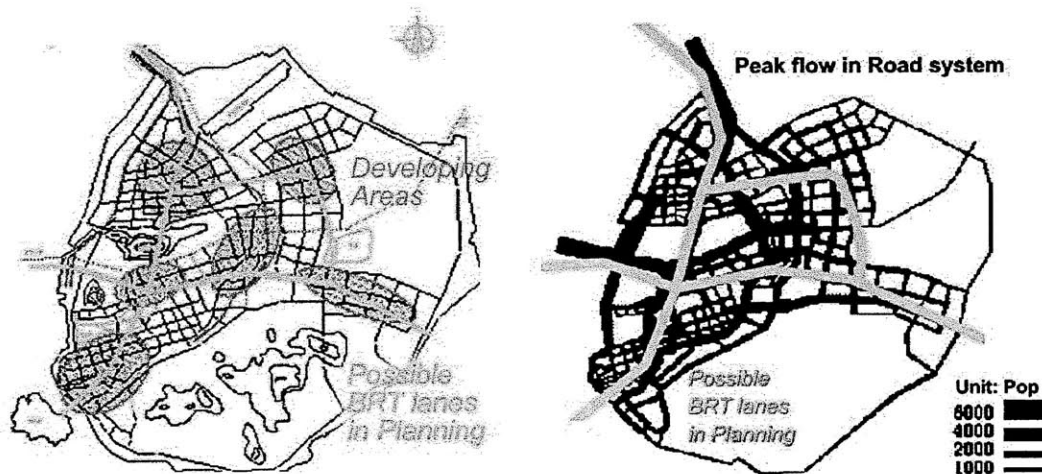 Developing
Areas
Possible
BRT lanes
in Planning
Peak flow in Road system
Possible
BRT lanes
in Planning
Unit: Pop
6000
4000
2000
1000